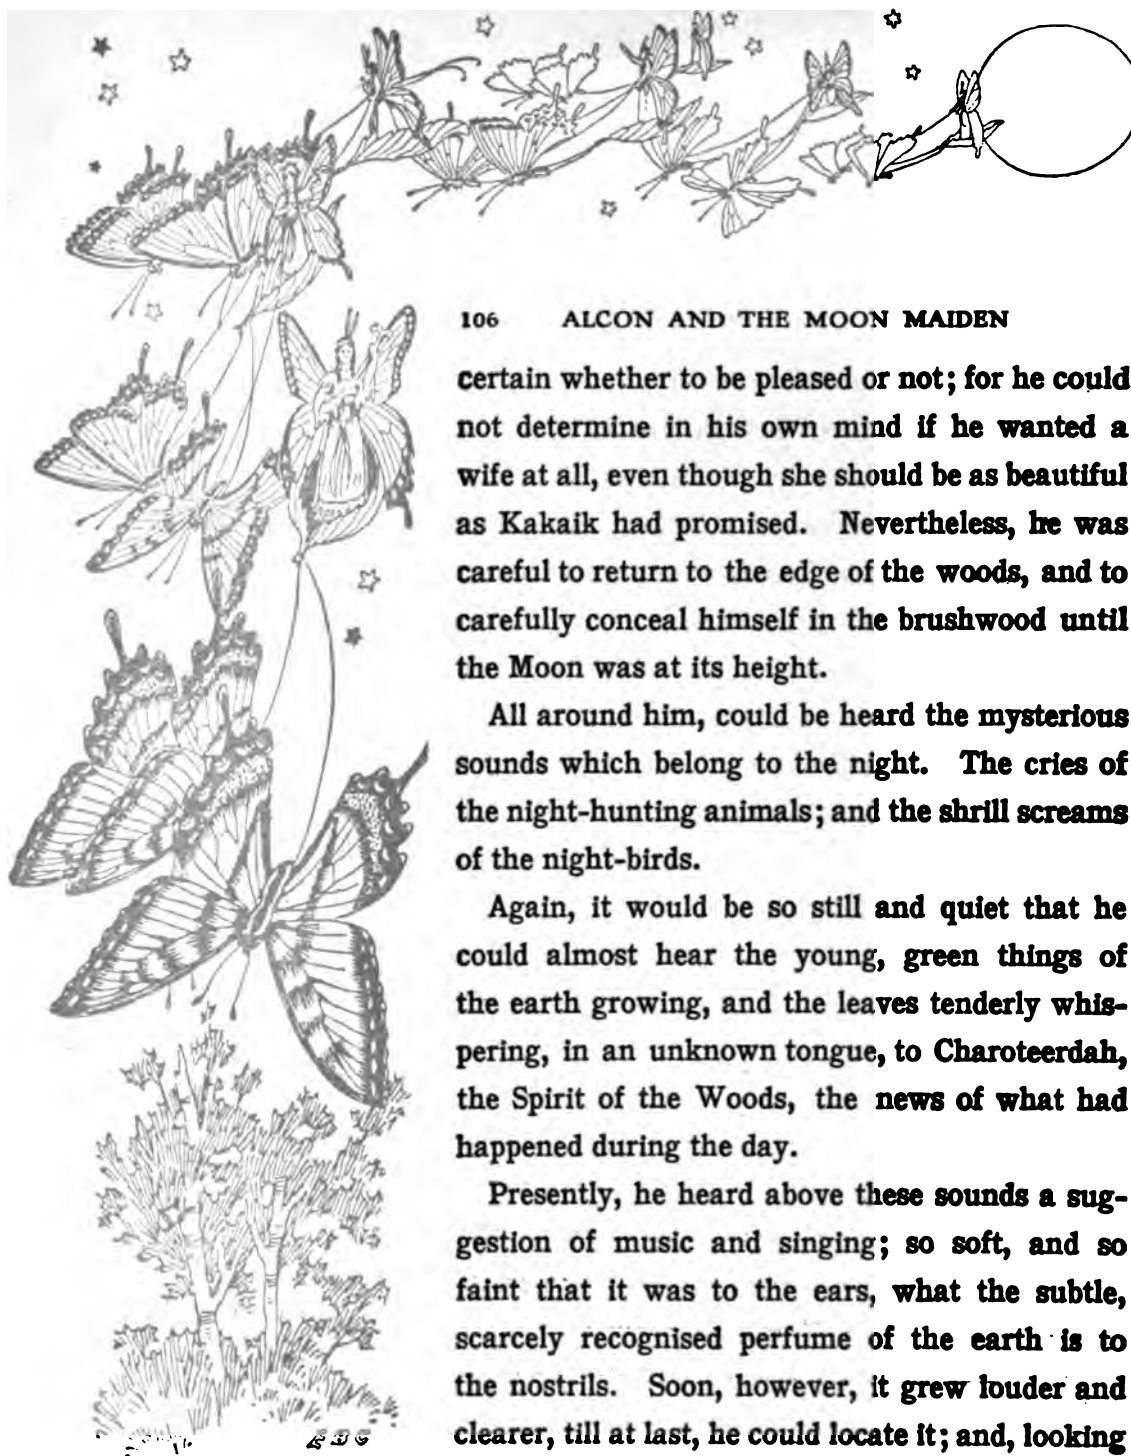 106 ALCON AND THE MOON MAIDEN
certain whether to be pleased or not; for he could
not determine in his own mind if he wanted a
wife at all, even though she should be as beautiful
as Kakaik had promised. Nevertheless, he was
careful to return to the edge of the woods, and to
carefully conceal himself in the brushwood until
the Moon was at its height.
All around him, could be heard the mysterious
sounds which belong to the night. The cries of
the night-hunting animals; and the shrill screams
of the night-birds.
Again, it would be so still and quiet that he
could almost hear the young, green things of
the earth growing, and the leaves tenderly whis-
pering, in an unknown tongue, to Charoteerdah,
the Spirit of the Woods, the news of what had
happened during the day.
Presently, he heard above these sounds a sug-
gestion of music and singing; so soft, and so
faint that it was to the ears, what the subtle,
scarcely recognised perfume of the earth is to
the nostrils. Soon, however, it grew louder and
clearer, till at last, he could locate it; and, looking